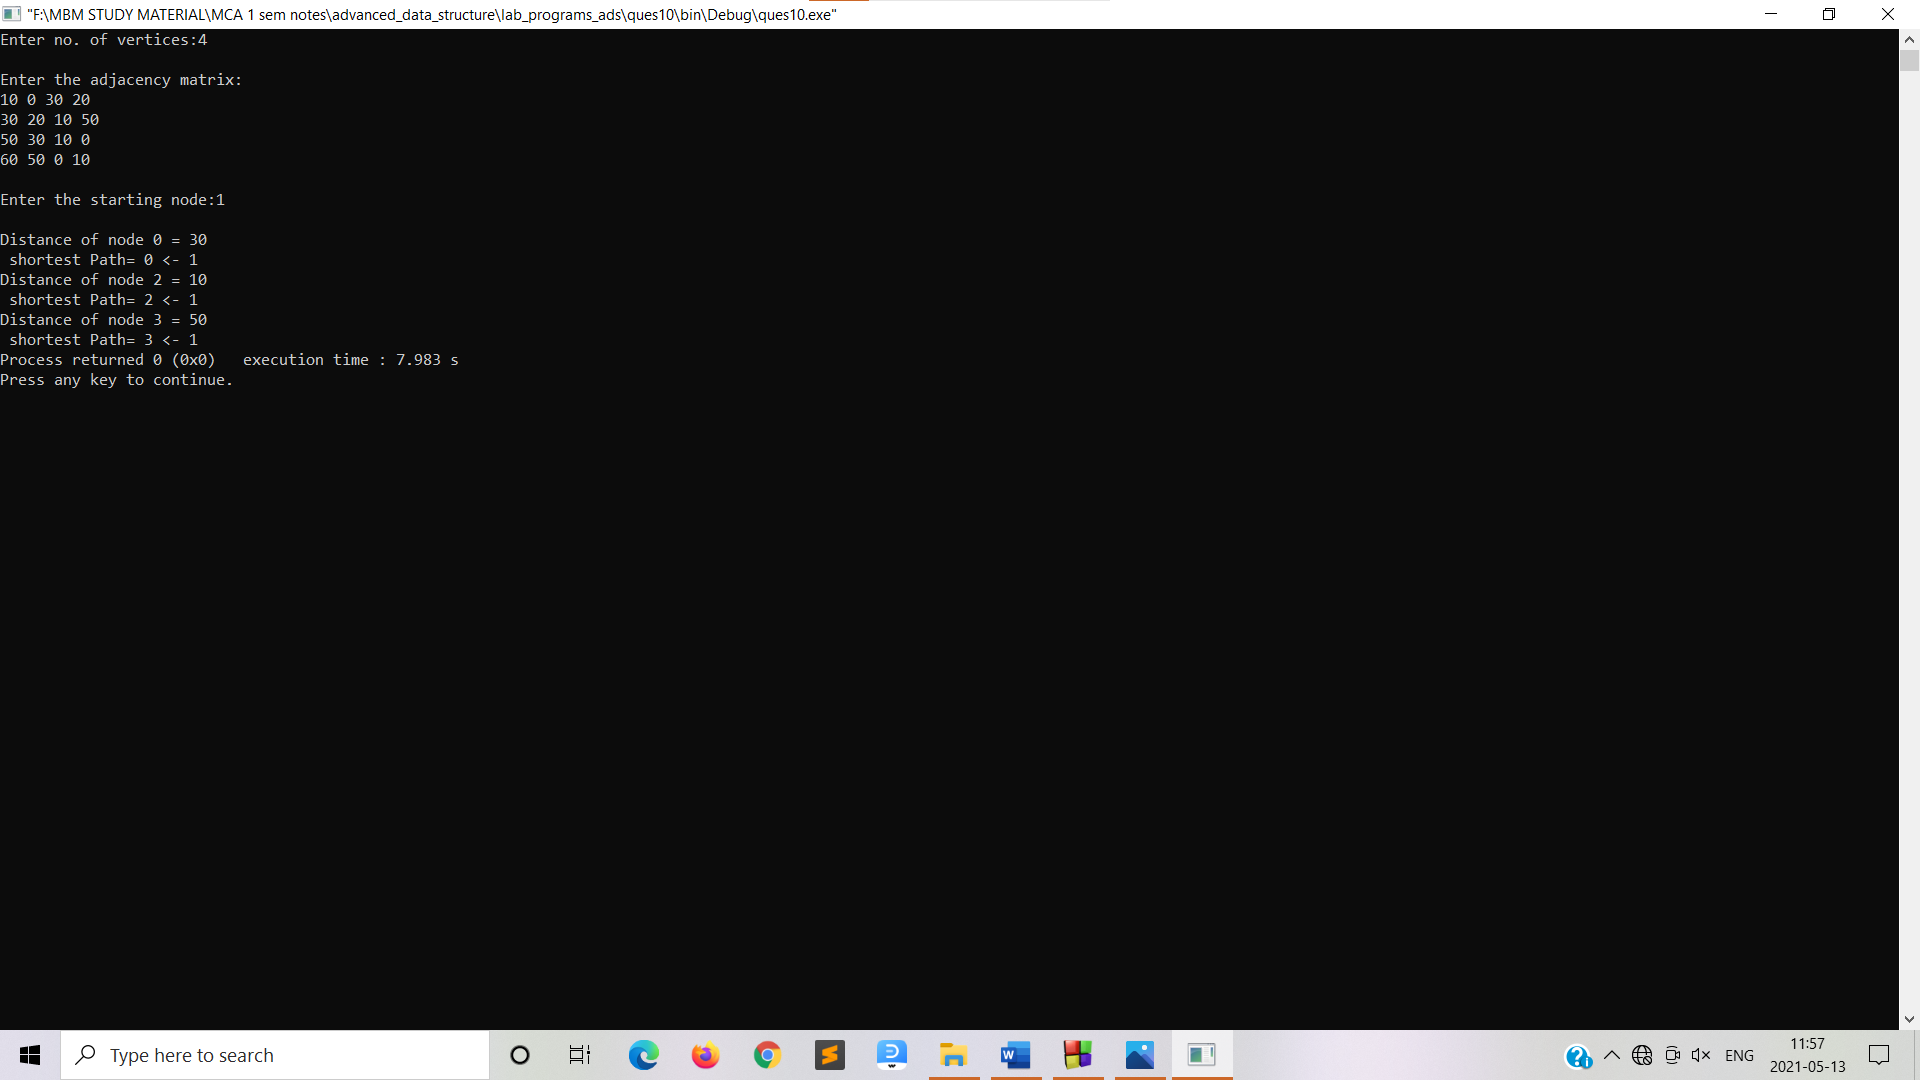 "F:\MBM STUDY MATERIAL\MCA 1 sem notes\advanced_data_structure\lab_programs_ads\ques10\bin\Debug\ques10.exe"
Enter no. of vertices:4
Enter the adjacency matrix:
10 0 30 20
30 20 10 50
50 30 10 0
60 50 0 10
Enter the starting node:1
Distance of node 0 = 30
 shortest Path= 0 <- 1
Distance of node 2 = 10
 shortest Path= 2 <- 1
Distance of node 3 = 50
 shortest Path= 3 <- 1
Process returned 0 (0x0)   execution time : 7.983 s
Press any key to continue.
Type here to search
ENG
11:57
2021-05-13